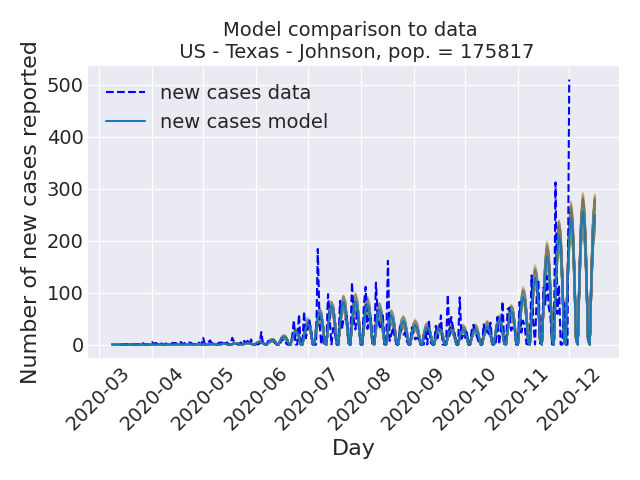 Model comparison to data
US - Texas - Johnson, pop. = 175817
Number of new cases reported
500
400
300
200
100
0
new cases data
new cases model
2020-03
2020-04
2020-05
2020-06
2020-07
2020-08
2020-09
2020-10
2020-11
2020-12
Day